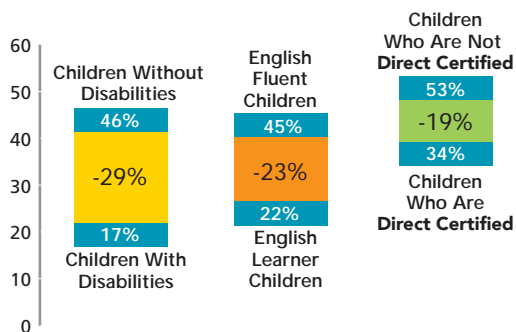 60
50
40
30
20
10
0
Children Without
Disabilities
46%
-29%
17%
Children With
Disabilities
English
Fluent
Children
45%
-23%
22%
English
Learner
Children
Children
Who Are Not
Direct Certified
53%
-19%
34%
Children
Who Are
Direct Certified